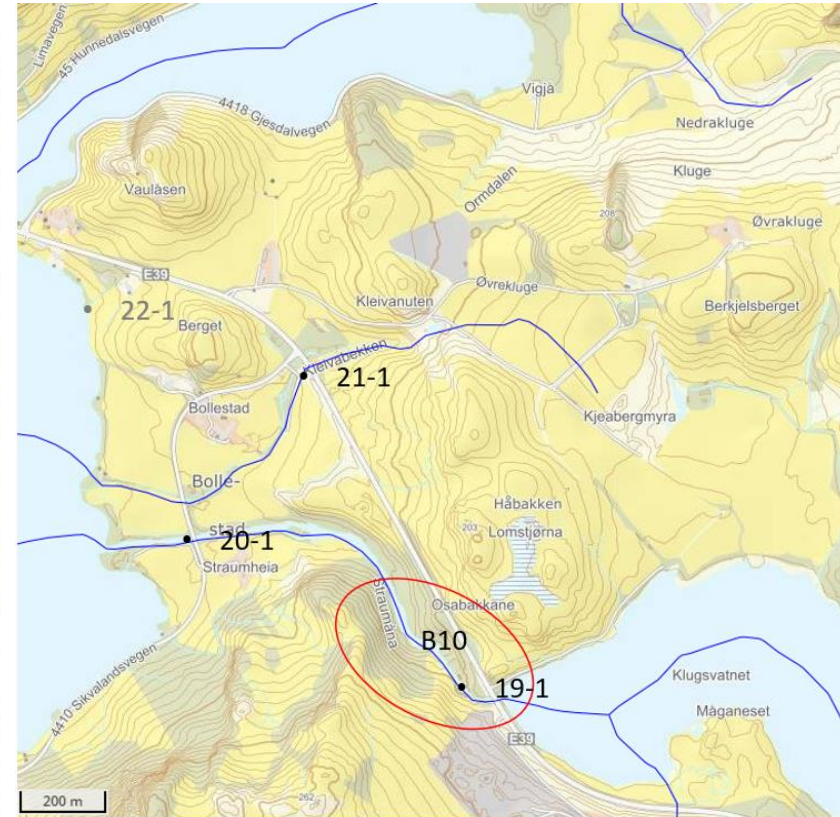 Limavegen
45 Hunnedalsvegen
4418 Gjesdalvegen
Vigjå
Nedrakluge
Kluge
Vaulåsen
Ormdalen
208
Øvrakluge
E39
Øvrekluge
Kleivanuten
22-1
Berget
Berkjelsberget
Kleivabekken
21-1
Bollestad
Kjeabergmyra
Bolle-
stad
Håbakken
203
Lomstjørna
20-1
Straumheia
Straumåna
Osabakkane
B10
4410 Sikvalandsvegen
19-1
Klugsvatnet
Måganeset
E39
262
200 m